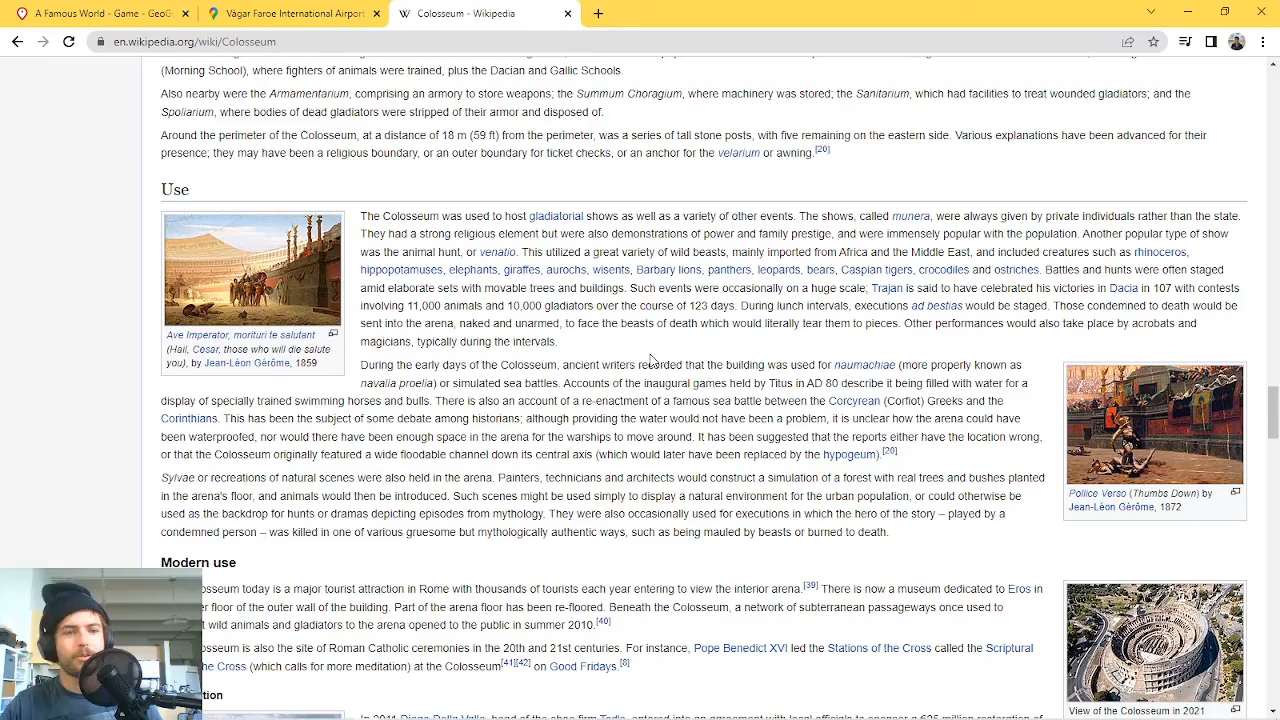 A Famous World - Game - GeoG
Vágar Faroe International Airport
Colosseum - Wikipedia
en.wikipedia.org/wiki/Colosseum
(Morning School), where fighters of animals were trained, plus the Dacian and Gallic Schools.
Also nearby were the Armamentarium, comprising an armory to store weapons; the Summum Choragium, where machinery was stored; the Sanitarium, which had facilities to treat wounded gladiators; and the
Spoliarium, where bodies of dead gladiators were stripped of their armor and disposed of.
Around the perimeter of the Colosseum, at a distance of 18 m (59 ft) from the perimeter, was a series of tall stone posts, with five remaining on the eastern side. Various explanations have been advanced for their
presence; they may have been a religious boundary, or an outer boundary for ticket checks, or an anchor for the velarium or awning.[20]
Use
The Colosseum was used to host gladiatorial shows as well as a variety of other events. The shows, called munera, were always given by private individuals rather than the state.
They had a strong religious element but were also demonstrations of power and family prestige, and were immensely popular with the population. Another popular type of show
was the animal hunt, or venatio. This utilized a great variety of wild beasts, mainly imported from Africa and the Middle East, and included creatures such as rhinoceros,
hippopotamuses, elephants, giraffes, aurochs, wisents, Barbary lions, panthers, leopards, bears, Caspian tigers, crocodiles and ostriches. Battles and hunts were often staged
amid elaborate sets with movable trees and buildings. Such events were occasionally on a huge scale; Trajan is said to have celebrated his victories in Dacia in 107 with contests
involving 11,000 animals and 10,000 gladiators over the course of 123 days. During lunch intervals, executions ad bestias would be staged. Those condemned to death would be
sent into the arena, naked and unarmed, to face the beasts of death which would literally tear them to pieces. Other performances would also take place by acrobats and
magicians, typically during the intervals.
Ave Imperator, morituri te salutant
(Hail, Cesar, those who will die salute
you), by Jean-Léon Gérôme, 1859
During the early days of the Colosseum, ancient writers recorded that the building was used for naumachiae (more properly known as
navalia proelia) or simulated sea battles. Accounts of the inaugural games held by Titus in AD 80 describe it being filled with water for a
display of specially trained swimming horses and bulls. There is also an account of a re-enactment of a famous sea battle between the Corcyrean (Corfiot) Greeks and the
Corinthians. This has been the subject of some debate among historians; although providing the water would not have been a problem, it is unclear how the arena could have
been waterproofed, nor would there have been enough space in the arena for the warships to move around. It has been suggested that the reports either have the location wrong,
or that the Colosseum originally featured a wide floodable channel down its central axis (which would later have been replaced by the hypogeum).[20]
Pollice Verso (Thumbs Down) by
Jean-Léon Gérôme, 1872
Sylvae or recreations of natural scenes were also held in the arena. Painters, technicians and architects would construct a simulation of a forest with real trees and bushes planted
in the arena's floor, and animals would then be introduced. Such scenes might be used simply to display a natural environment for the urban population, or could otherwise be
used as the backdrop for hunts or dramas depicting episodes from mythology. They were also occasionally used for executions in which the hero of the story – played by a
condemned person – was killed in one of various gruesome but mythologically authentic ways, such as being mauled by beasts or burned to death.
Modern use
osseum today is a major tourist attraction in Rome with thousands of tourists each year entering to view the interior arena.[39] There is now a museum dedicated to Eros in
r floor of the outer wall of the building. Part of the arena floor has been re-floored. Beneath the Colosseum, a network of subterranean passageways once used to
t wild animals and gladiators to the arena opened to the public in summer 2010.[40]
osseum is also the site of Roman Catholic ceremonies in the 20th and 21st centuries. For instance, Pope Benedict XVI led the Stations of the Cross called the Scriptural
he Cross (which calls for more meditation) at the Colosseum[41][42] on Good Fridays.[8]
View of the Colosseum in 2021
tion